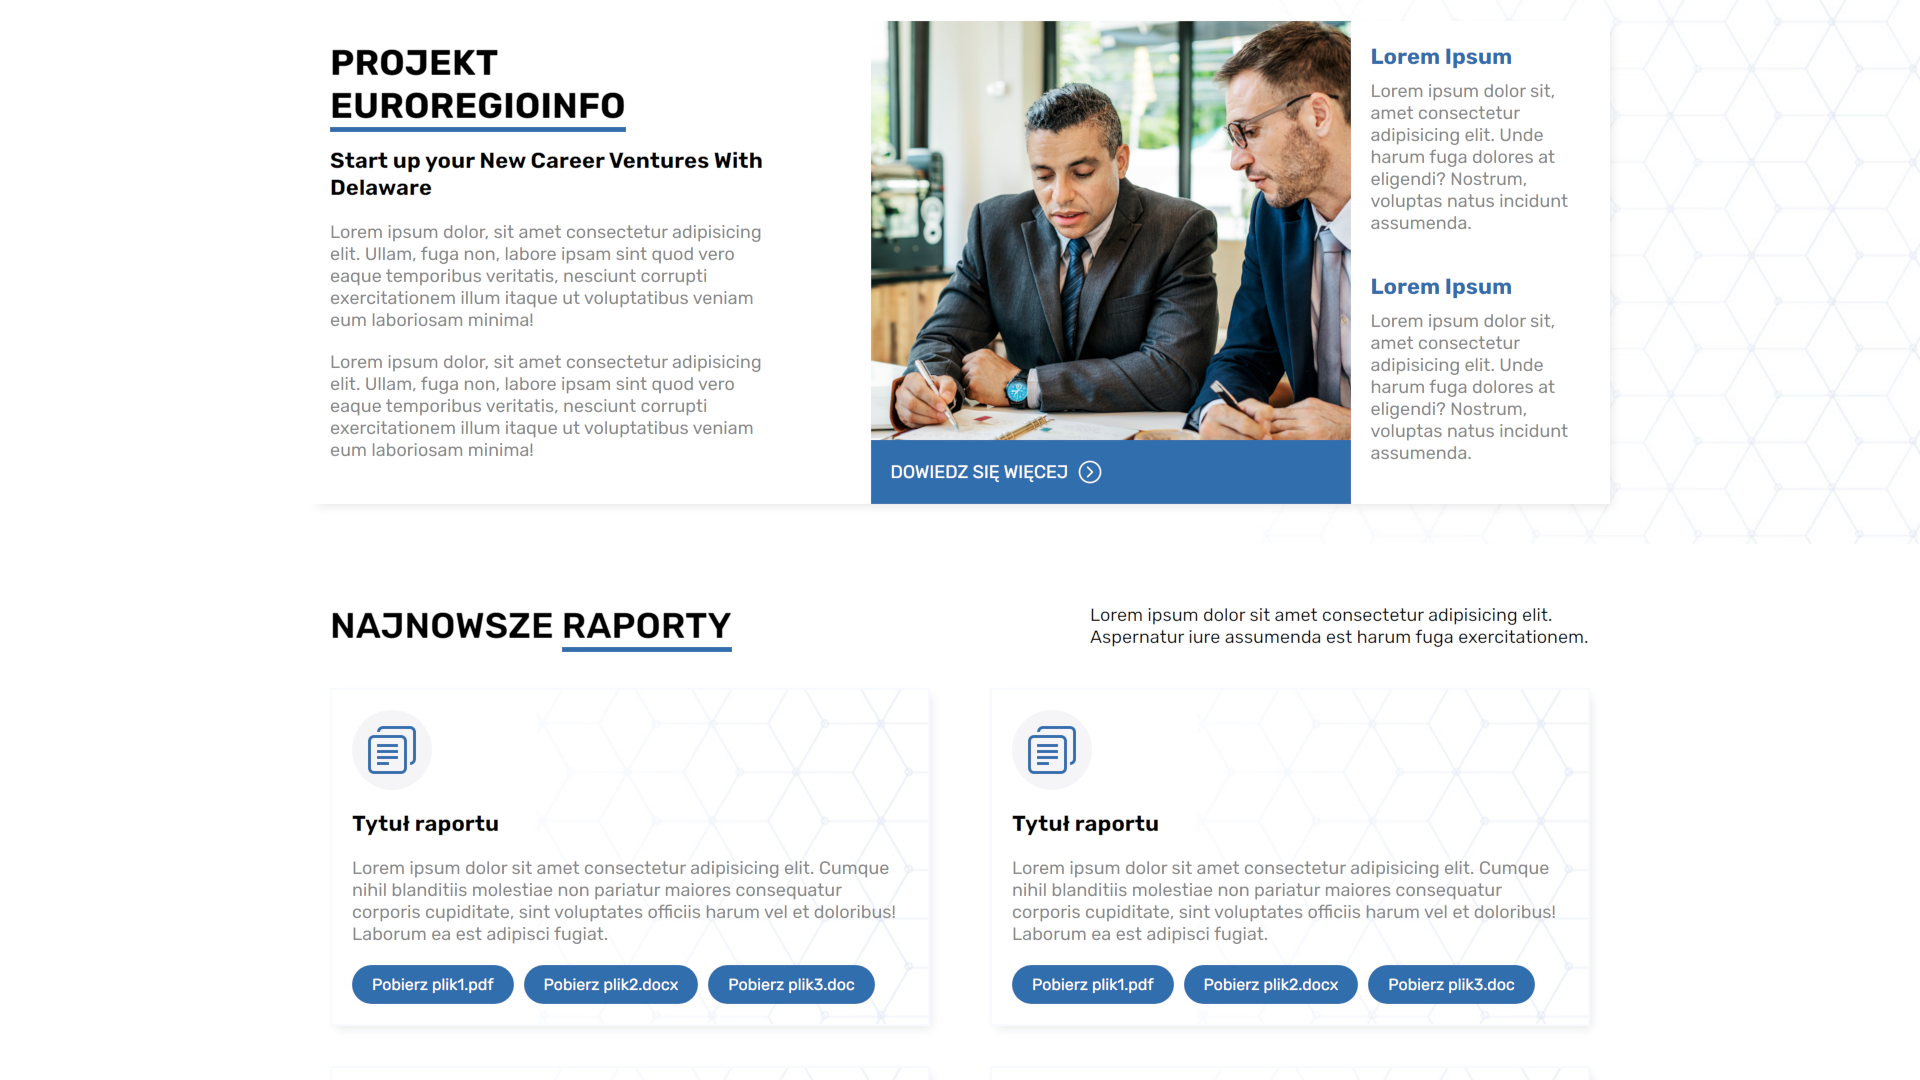 PROJEKT
EUROREGIOINFO
Start up your New Career Ventures With
Delaware
Lorem ipsum dolor, sit amet consectetur adipisicing
elit. Ullam, fuga non, labore ipsam sint quod vero
eaque temporibus veritatis, nesciunt corrupti
exercitationem illum itaque ut voluptatibus veniam
eum laboriosam minima!
Lorem ipsum dolor, sit amet consectetur adipisicing
elit. Ullam, fuga non, labore ipsam sint quod vero
eaque temporibus veritatis, nesciunt corrupti
exercitationem illum itaque ut voluptatibus veniam
eum laboriosam minima!
DOWIEDZ SIĘ WIĘCEJ
Lorem Ipsum
Lorem ipsum dolor sit,
amet consectetur
adipisicing elit. Unde
harum fuga dolores at
eligendi? Nostrum,
voluptas natus incidunt
assumenda.
Lorem Ipsum
Lorem ipsum dolor sit,
amet consectetur
adipisicing elit. Unde
harum fuga dolores at
eligendi? Nostrum,
voluptas natus incidunt
assumenda.
NAJNOWSZE RAPORTY
Lorem ipsum dolor sit amet consectetur adipisicing elit.
Aspernatur iure assumenda est harum fuga exercitationem.
Tytuł raportu
Lorem ipsum dolor sit amet consectetur adipisicing elit. Cumque
nihil blanditiis molestiae non pariatur maiores consequatur
corporis cupiditate, sint voluptates officiis harum vel et doloribus!
Laborum ea est adipisci fugiat.
Pobierz plik1.pdf
Pobierz plik2.docx
Pobierz plik3.doc
Tytuł raportu
Lorem ipsum dolor sit amet consectetur adipisicing elit. Cumque
nihil blanditiis molestiae non pariatur maiores consequatur
corporis cupiditate, sint voluptates officiis harum vel et doloribus!
Laborum ea est adipisci fugiat.
Pobierz plik1.pdf
Pobierz plik2.docx
Pobierz plik3.doc